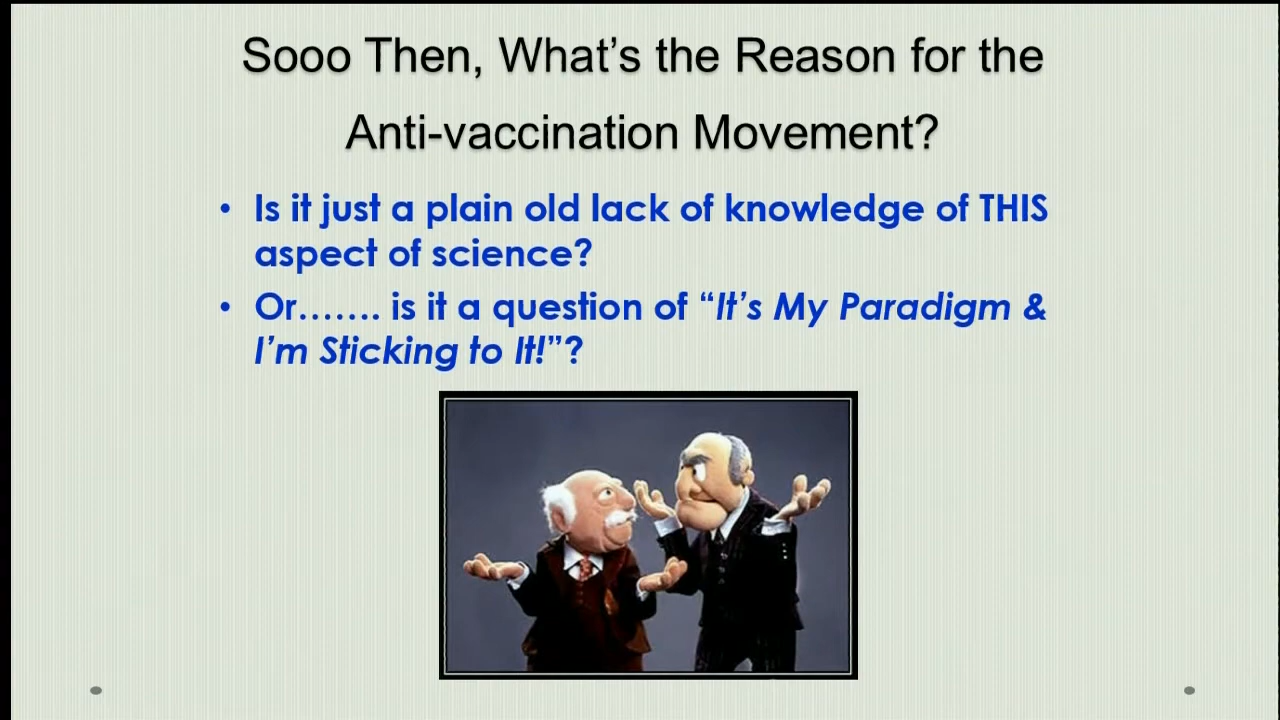 Sooo Then, What’s the Reason for the
Anti-vaccination Movement?
• Is it just a plain old lack of knowledge of THIS
aspect of science?
• Or……. is it a question of “It’s My Paradigm &
I’m Sticking to It!”?